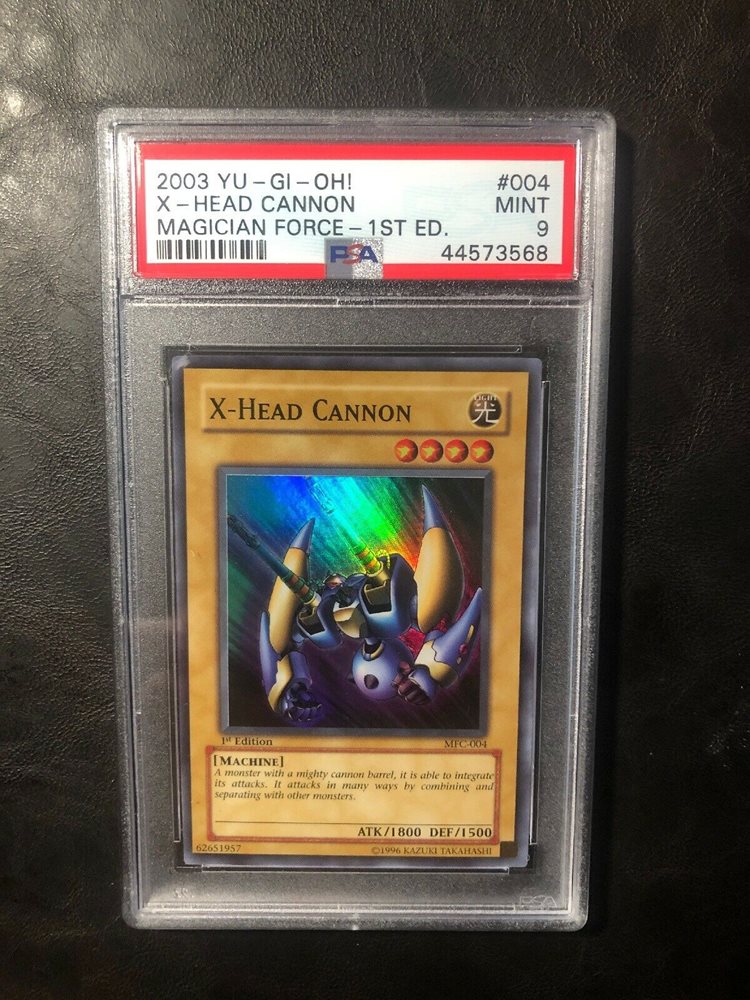 2003 YU-GI-OH! #004
X-HEAD CANNON MINT
MAGICIAN FORCE-1ST ED. 9
PSA 44573568
X-HEAD CANNON
LIGHT
光
1st Edition MFC-004
[MACHINE]
A monster with a mighty cannon barrel, it is able to integrate
its attacks. It attacks in many ways by combining and
separating with other monsters.
ATK/1800 DEF/1500
62651957 ©1996 KAZUKI TAKAHASHI
PSA